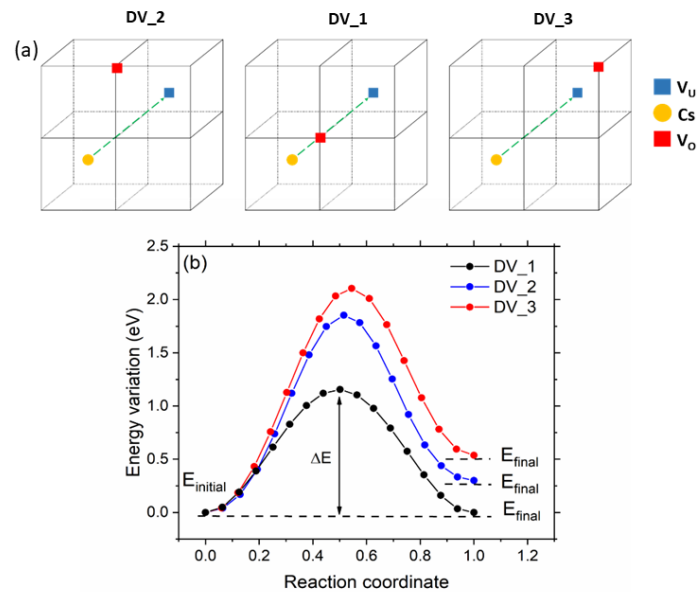 DV_2 DV_1 DV_3
(a)
V_U
Cs
V_O
(b)
DV_1
DV_2
DV_3
Energy variation (eV)
2.5
2.0
1.5
1.0
0.5
0.0
ΔE
E_initial
E_final
E_final
E_final
0.0 0.2 0.4 0.6 0.8 1.0 1.2
Reaction coordinate